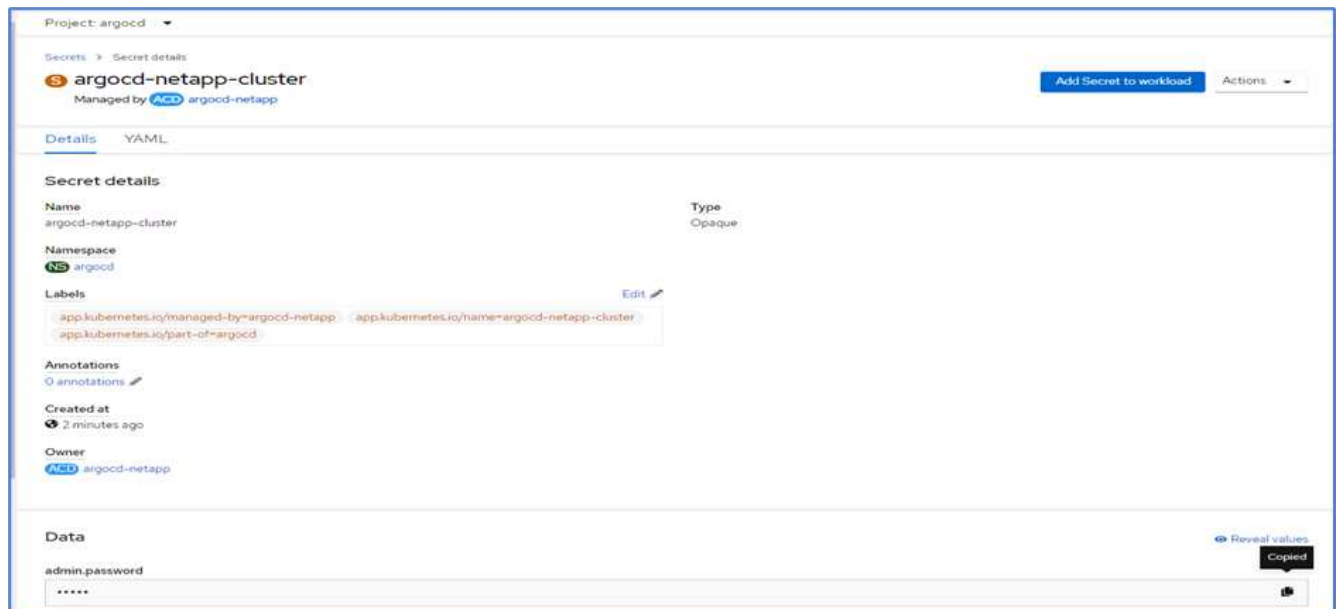 Project: argocd
Secrets > Secret details
S argocd-netapp-cluster
Add Secret to workload
Actions
Managed by ACD argocd-netapp
Details YAML
Secret details
Name
argocd-netapp-cluster
Type
Opaque
Namespace
NS argocd
Labels
Edit
app.kubernetes.io/managed-by=argocd-netapp app.kubernetes.io/name=argocd-netapp-cluster
app.kubernetes.io/part-of=argocd
Annotations
0 annotations
Created at
2 minutes ago
Owner
ACD argocd-netapp
Data
Reveal values
Copied
admin.password
•••••